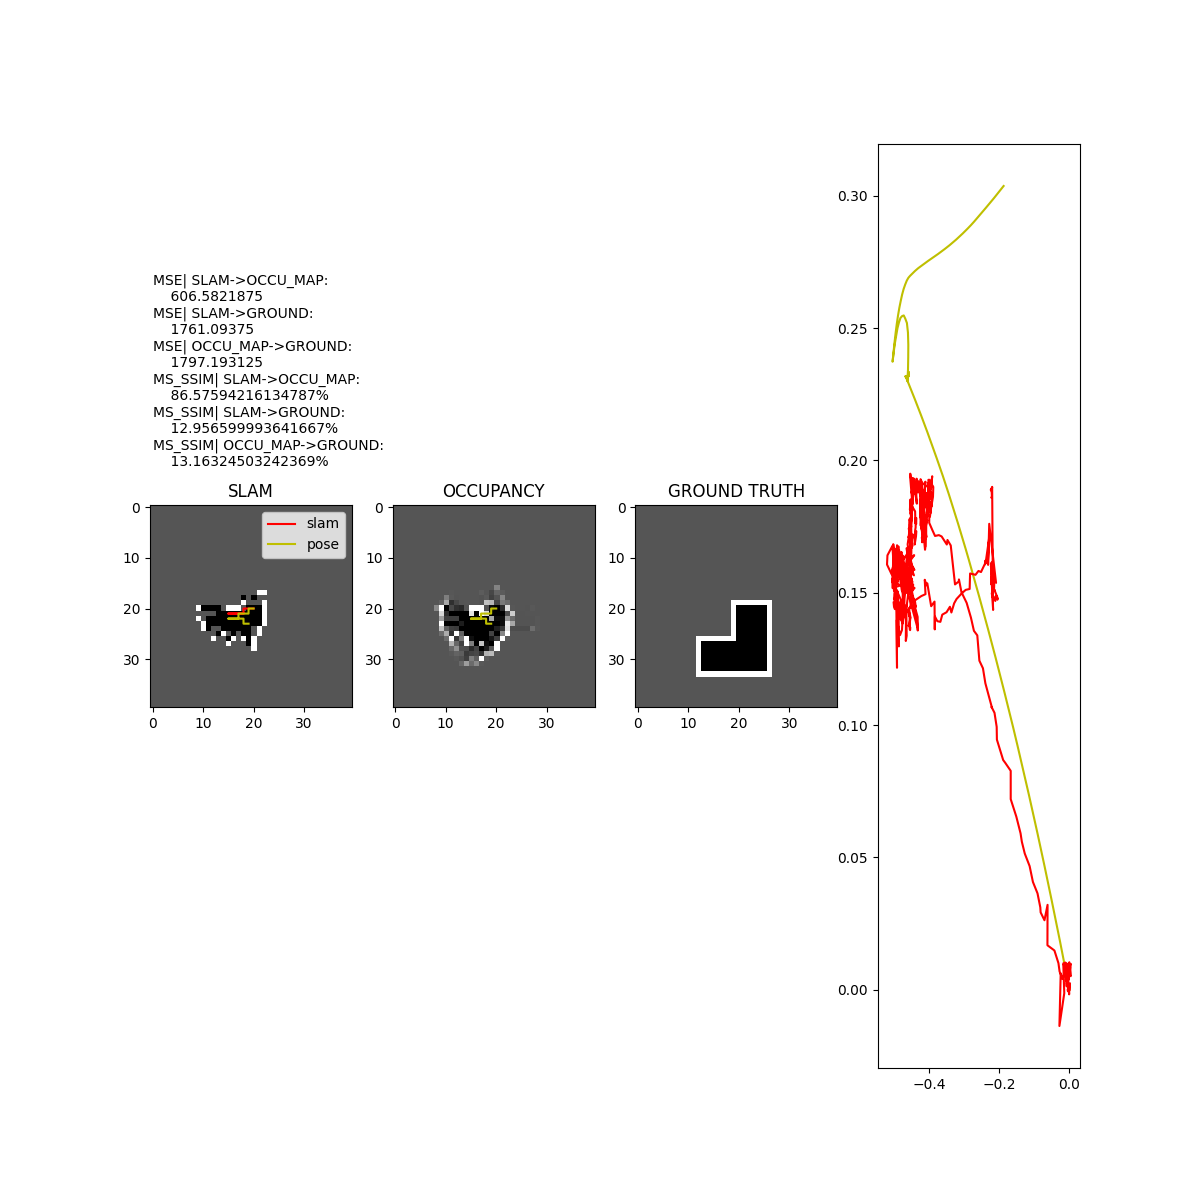 MSE| SLAM->OCCU_MAP:
606.5821875
MSE| SLAM->GROUND:
1761.09375
MSE| OCCU_MAP->GROUND:
1797.193125
MS_SSIM| SLAM->OCCU_MAP:
86.57594216134787%
MS_SSIM| SLAM->GROUND:
12.956599993641667%
MS_SSIM| OCCU_MAP->GROUND:
13.16324503242369%
SLAM
slam
pose
0
10
20
30
0 10 20 30
OCCUPANCY
0
10
20
30
0 10 20 30
GROUND TRUTH
0
10
20
30
0 10 20 30
0.30
0.25
0.20
0.15
0.10
0.05
0.00
−0.4 −0.2 0.0